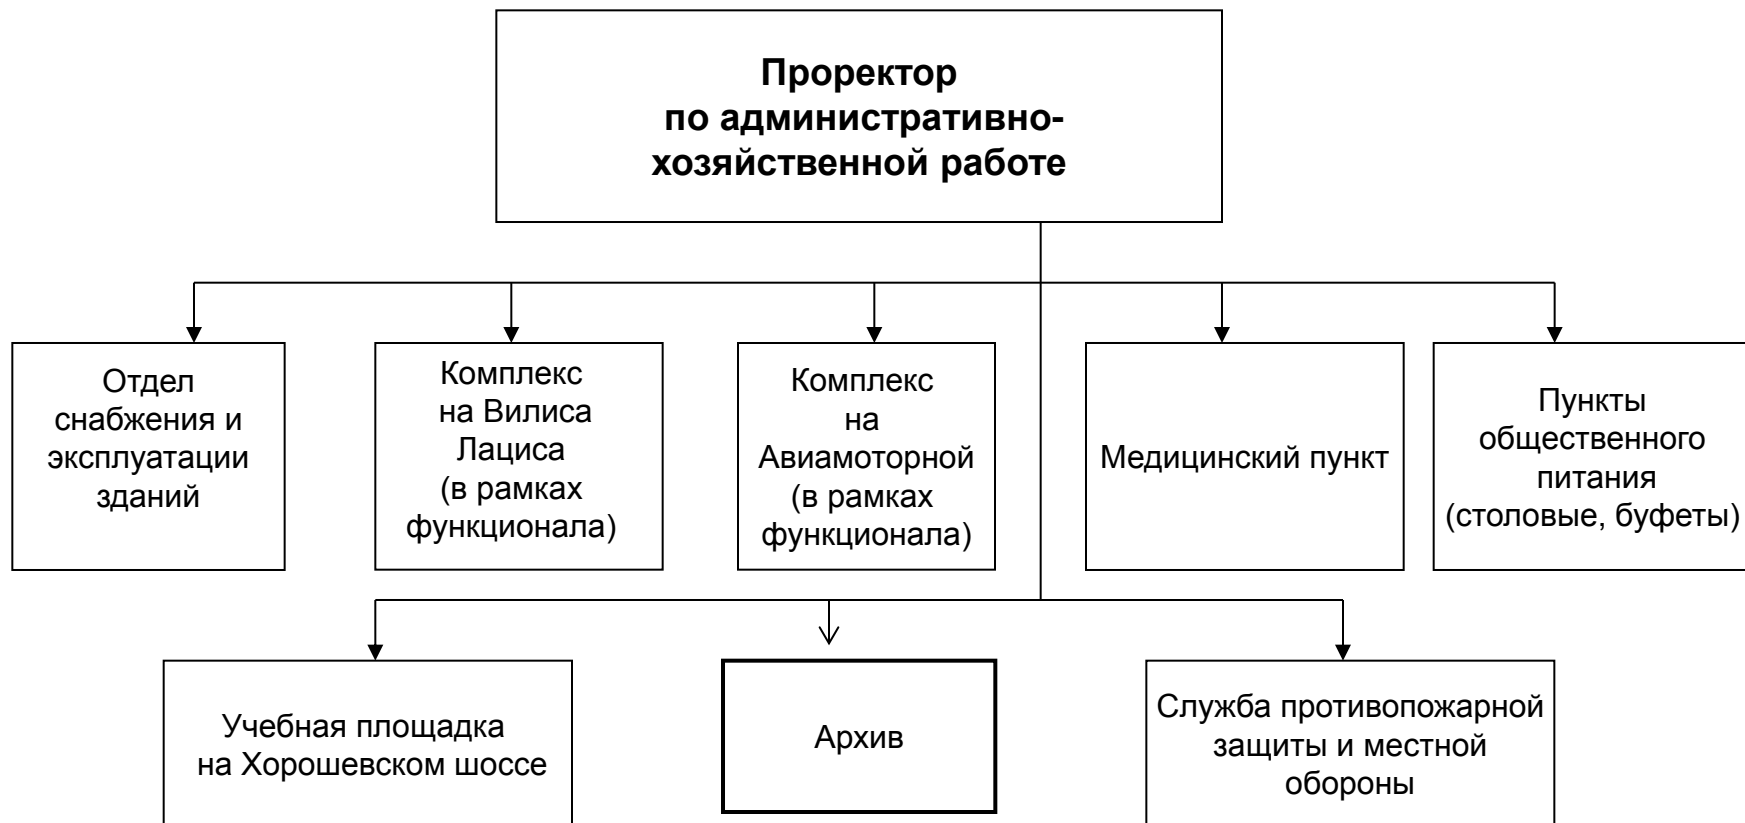 Проректор
по административно-
хозяйственной работе
Отдел
снабжения и
эксплуатации
зданий
Комплекс
на Вилиса
Лациса
(в рамках
функционала)
Комплекс
на
Авиамоторной
(в рамках
функционала)
Медицинский пункт
Пункты
общественного
питания
(столовые, буфеты)
Учебная площадка
на Хорошевском шоссе
Архив
Служба противопожарной
защиты и местной
обороны